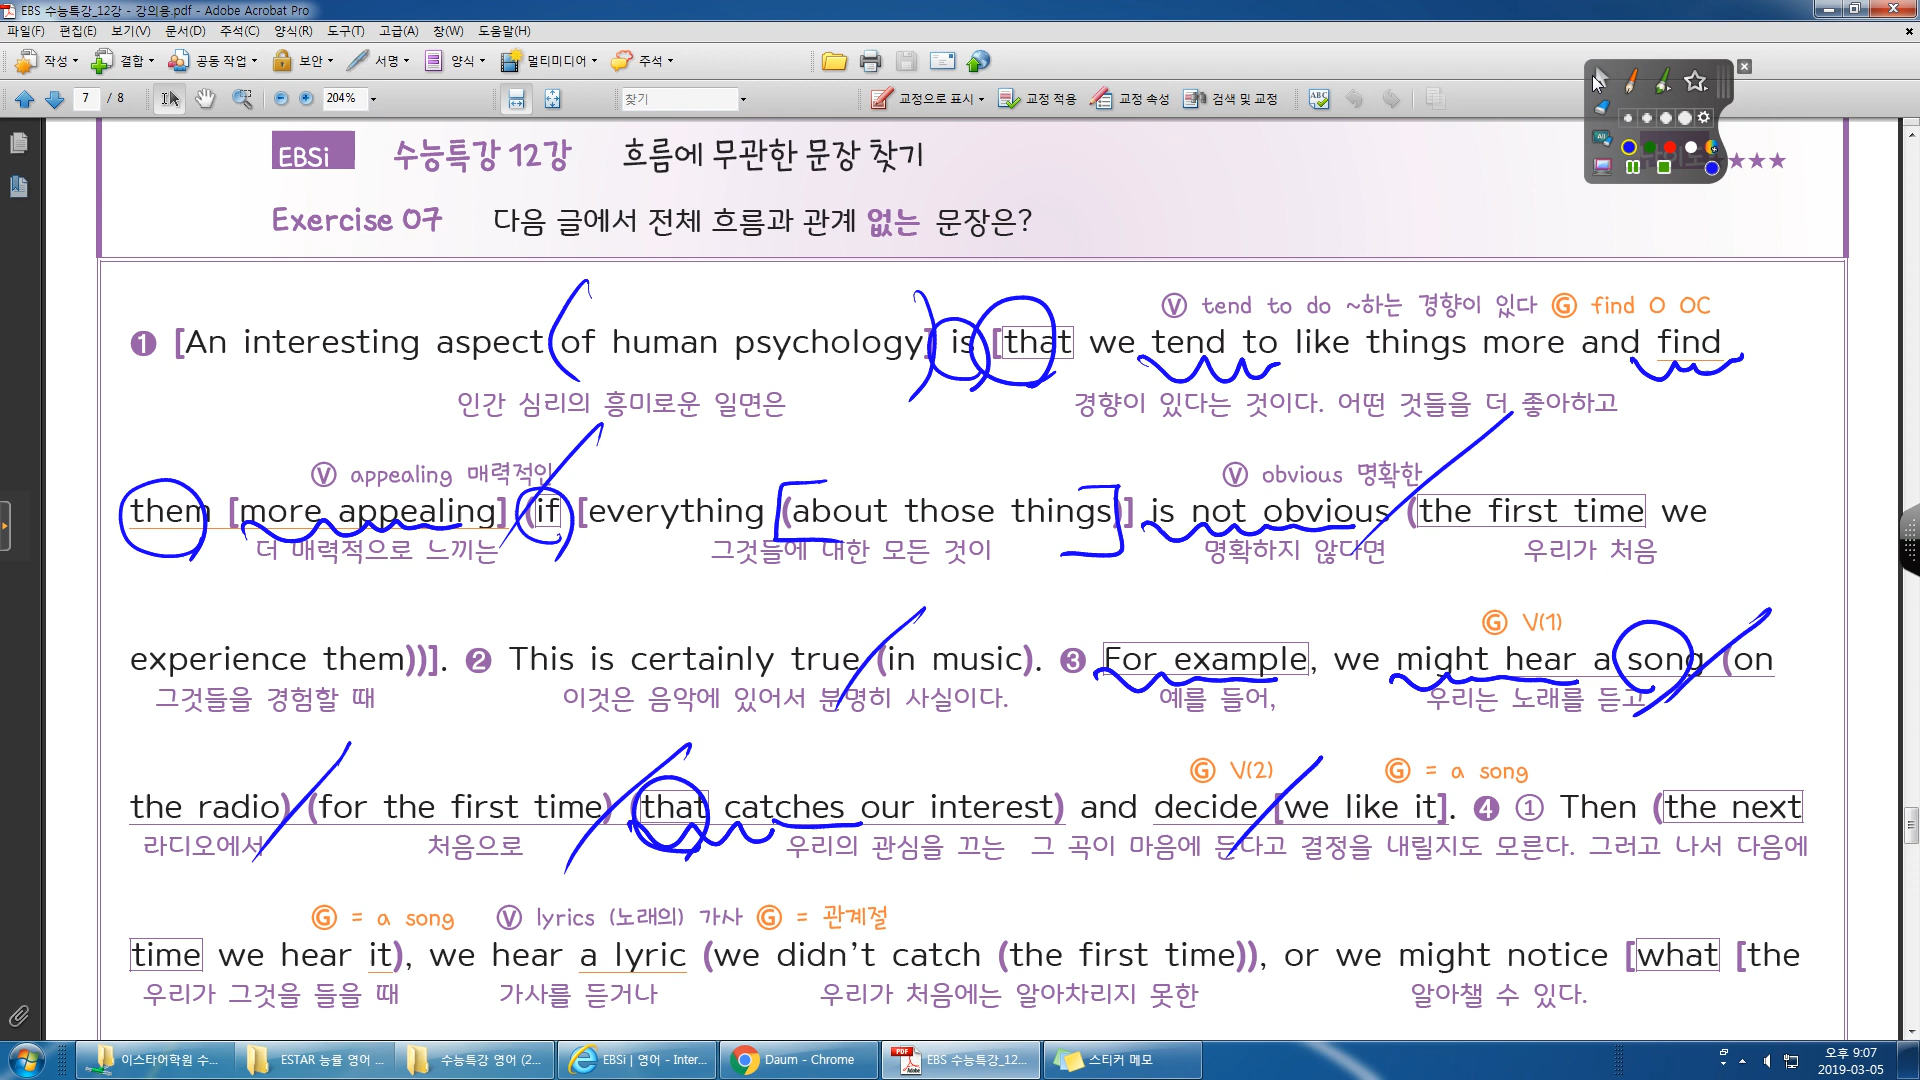 EBS 수능특강_12강 - 강의용.pdf - Adobe Acrobat Pro
파일(F) 편집(E) 보기(V) 문서(D) 주석(C) 양식(R) 도구(T) 고급(A) 창(W) 도움말(H)
작성 결합 공동 작업 보안 서명 양식 멀티미디어 주석
7 / 8 204% 찾기 교정으로 표시 교정 적용 교정 속성 검색 및 교정
EBSi 수능특강 12강 흐름에 무관한 문장 찾기 ★★★
Exercise 07 다음 글에서 전체 흐름과 관계 없는 문장은?
Ⓥ tend to do ~하는 경향이 있다 Ⓖ find O OC
❶ [An interesting aspect of human psychology] is [that we tend to like things more and find
인간 심리의 흥미로운 일면은 경향이 있다는 것이다. 어떤 것들을 더 좋아하고
Ⓥ appealing 매력적인 Ⓥ obvious 명확한
them [more appealing] (if [everything (about those things)] is not obvious (the first time we
더 매력적으로 느끼는 그것들에 대한 모든 것이 명확하지 않다면 우리가 처음
Ⓖ V(1)
experience them))]. ❷ This is certainly true (in music). ❸ For example, we might hear a song (on
그것들을 경험할 때 이것은 음악에 있어서 분명히 사실이다. 예를 들어, 우리는 노래를 듣고
Ⓖ V(2) Ⓖ = a song
the radio) (for the first time) (that catches our interest) and decide [we like it]. ❹ ① Then (the next
라디오에서 처음으로 우리의 관심을 끄는 그 곡이 마음에 든다고 결정을 내릴지도 모른다. 그러고 나서 다음에
Ⓖ = a song Ⓥ lyrics (노래의) 가사 Ⓖ = 관계절
time we hear it), we hear a lyric (we didn't catch (the first time)), or we might notice [what [the
우리가 그것을 들을 때 가사를 듣거나 우리가 처음에는 알아차리지 못한 알아챌 수 있다.
이스타어학원 수... ESTAR 능률 영어 ... 수능특강 영어 (2... EBSi | 영어 - Inter... Daum - Chrome EBS 수능특강_12... 스티커 메모
오후 9:07
2019-03-05